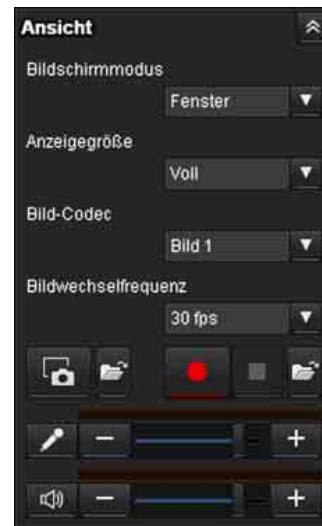 Ansicht
Bildschirmmodus
Fenster
Anzeigegröße
Voll
Bild-Codec
Bild 1
Bildwechselfrequenz
30 fps